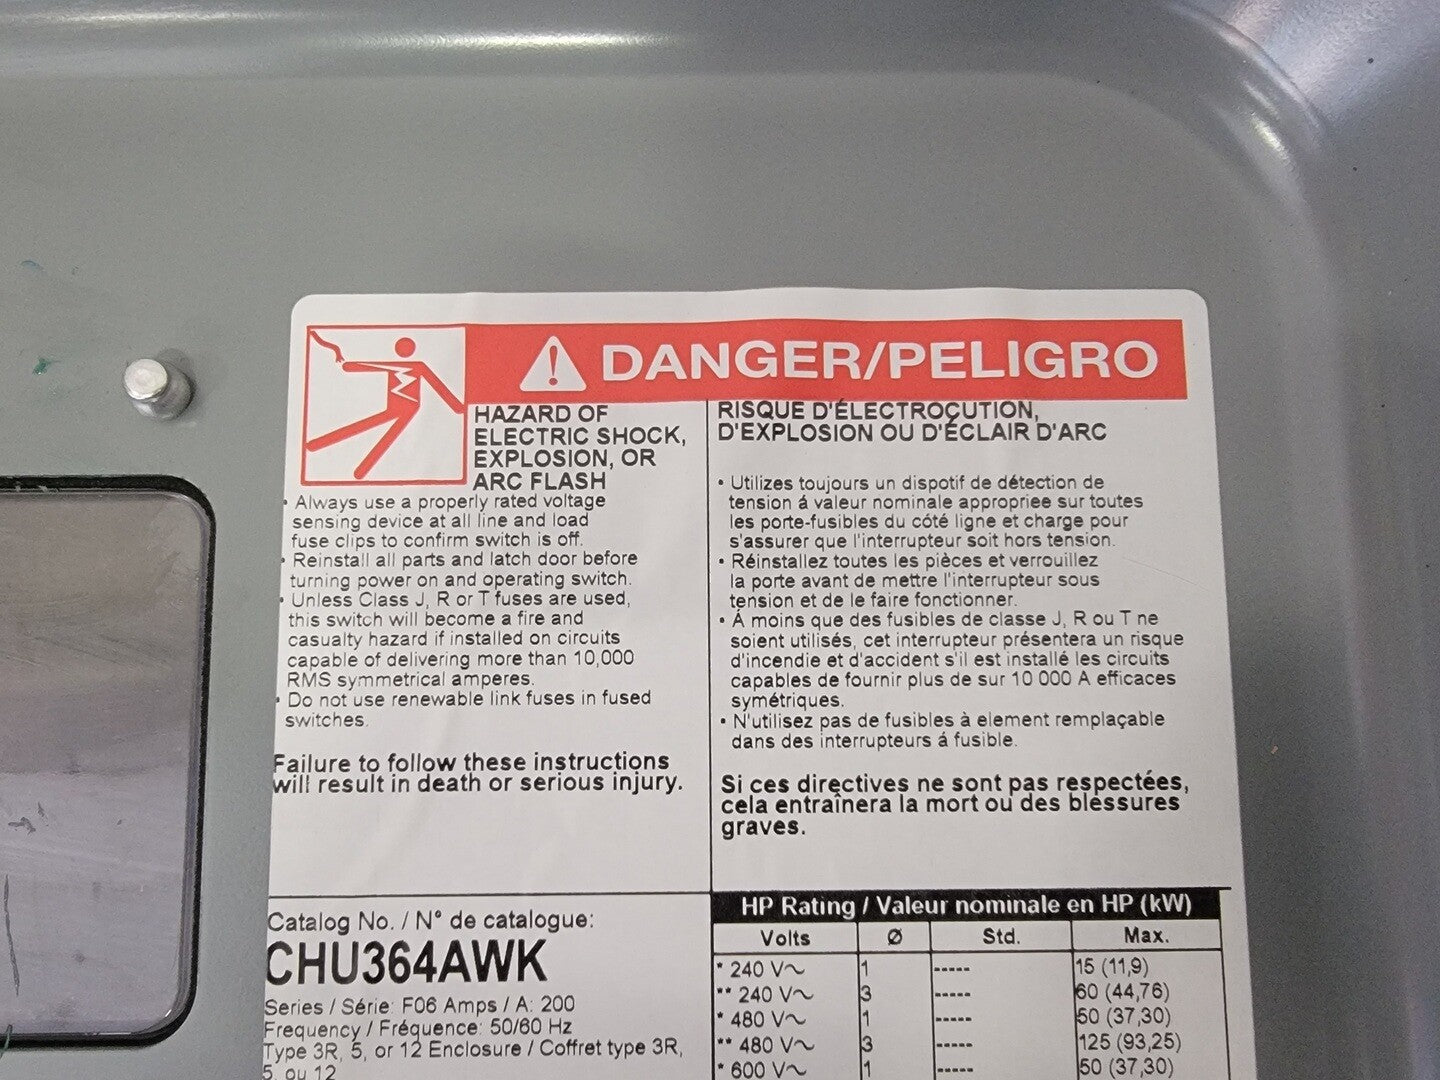 DANGER/PELIGRO
HAZARD OF
ELECTRIC SHOCK,
EXPLOSION, OR
ARC FLASH
• Always use a properly rated voltage
sensing device at all line and load
fuse clips to confirm switch is off.
• Reinstall all parts and latch door before
turning power on and operating switch.
• Unless Class J, R or T fuses are used,
this switch will become a fire and
casualty hazard if installed on circuits
capable of delivering more than 10,000
RMS symmetrical amperes.
• Do not use renewable link fuses in fused
switches.
Failure to follow these instructions
will result in death or serious injury.
RISQUE D'ÉLECTROCUTION,
D'EXPLOSION OU D'ÉCLAIR D'ARC
• Utilizes toujours un dispotif de détection de
tension á valeur nominale appropriee sur toutes
les porte-fusibles du cóté ligne et charge pour
s'assurer que l'interrupteur soit hors tension.
• Réinstallez toutes les pièces et verrouillez
la porte avant de mettre l'interrupteur sous
tension et de le faire fonctionner.
• Á moins que des fusibles de classe J, R ou T ne
soient utilisés, cet interrupteur présentera un risque
d'incendie et d'accident s'il est installé les circuits
capables de fournir plus de sur 10 000 A efficaces
symétriques.
• N'utilisez pas de fusibles à element remplaçable
dans des interrupteurs á fusible.
Si ces directives ne sont pas respectées,
cela entraînera la mort ou des blessures
graves.
Catalog No. / N° de catalogue:
CHU364AWK
Series / Série: F06 Amps / A: 200
Frequency / Fréquence: 50/60 Hz
Type 3R, 5, or 12 Enclosure / Coffret type 3R,
5, ou 12
HP Rating / Valeur nominale en HP (kW)
Volts Ø Std. Max.
* 240 V~ 1 ----- 15 (11,9)
** 240 V~ 3 ----- 60 (44,76)
* 480 V~ 1 ----- 50 (37,30)
** 480 V~ 3 ----- 125 (93,25)
* 600 V~ 1 ----- 50 (37,30)